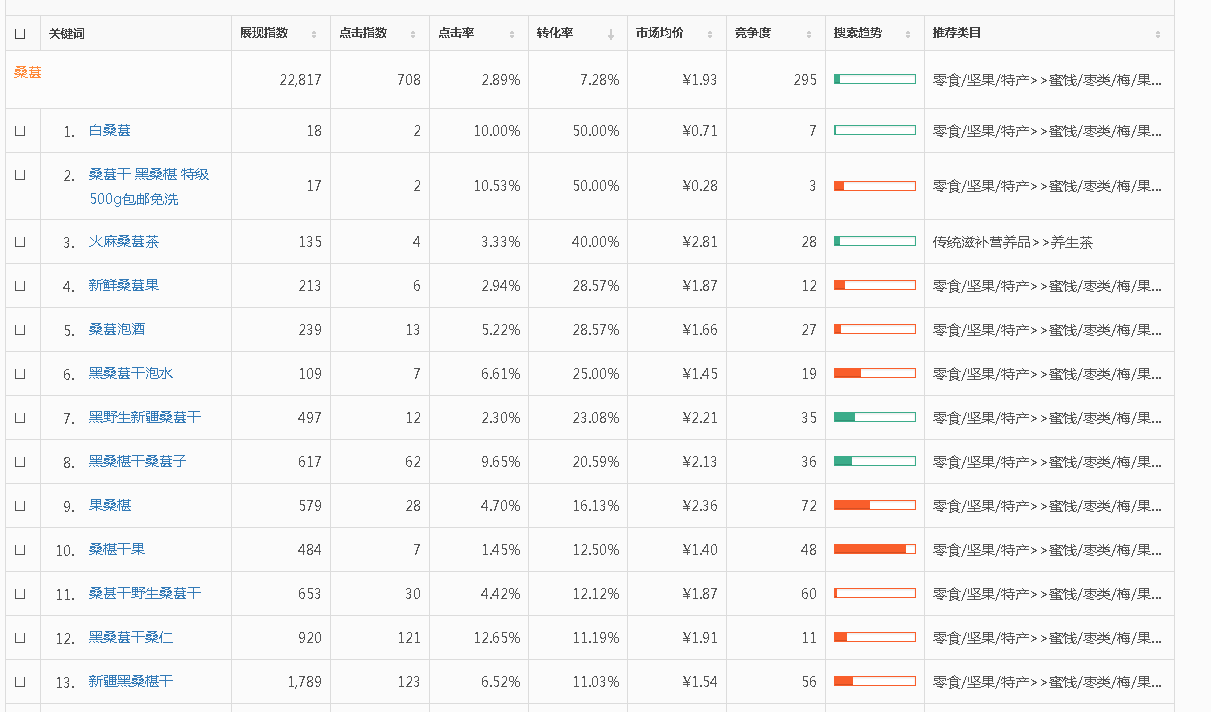 关键词 展现指数 点击指数 点击率 转化率 市场均价 竞争度 搜索趋势 推荐类目
桑葚 22,817 708 2.89% 7.28% ¥1.93 295 零食/坚果/特产>>蜜饯/枣类/梅/果...
1. 白桑葚 18 2 10.00% 50.00% ¥0.71 7 零食/坚果/特产>>蜜饯/枣类/梅/果...
2. 桑葚干 黑桑椹 特级
500g包邮免洗 17 2 10.53% 50.00% ¥0.28 3 零食/坚果/特产>>蜜饯/枣类/梅/果...
3. 火麻桑葚茶 135 4 3.33% 40.00% ¥2.81 28 传统滋补营养品>>养生茶
4. 新鲜桑葚果 213 6 2.94% 28.57% ¥1.87 12 零食/坚果/特产>>蜜饯/枣类/梅/果...
5. 桑葚泡酒 239 13 5.22% 28.57% ¥1.66 27 零食/坚果/特产>>蜜饯/枣类/梅/果...
6. 黑桑葚干泡水 109 7 6.61% 25.00% ¥1.45 19 零食/坚果/特产>>蜜饯/枣类/梅/果...
7. 黑野生新疆桑葚干 497 12 2.30% 23.08% ¥2.21 35 零食/坚果/特产>>蜜饯/枣类/梅/果...
8. 黑桑椹干桑葚子 617 62 9.65% 20.59% ¥2.13 36 零食/坚果/特产>>蜜饯/枣类/梅/果...
9. 果桑椹 579 28 4.70% 16.13% ¥2.36 72 零食/坚果/特产>>蜜饯/枣类/梅/果...
10. 桑椹干果 484 7 1.45% 12.50% ¥1.40 48 零食/坚果/特产>>蜜饯/枣类/梅/果...
11. 桑甚干野生桑葚干 653 30 4.42% 12.12% ¥1.87 60 零食/坚果/特产>>蜜饯/枣类/梅/果...
12. 黑桑葚干桑仁 920 121 12.65% 11.19% ¥1.91 11 零食/坚果/特产>>蜜饯/枣类/梅/果...
13. 新疆黑桑椹干 1,789 123 6.52% 11.03% ¥1.54 56 零食/坚果/特产>>蜜饯/枣类/梅/果...